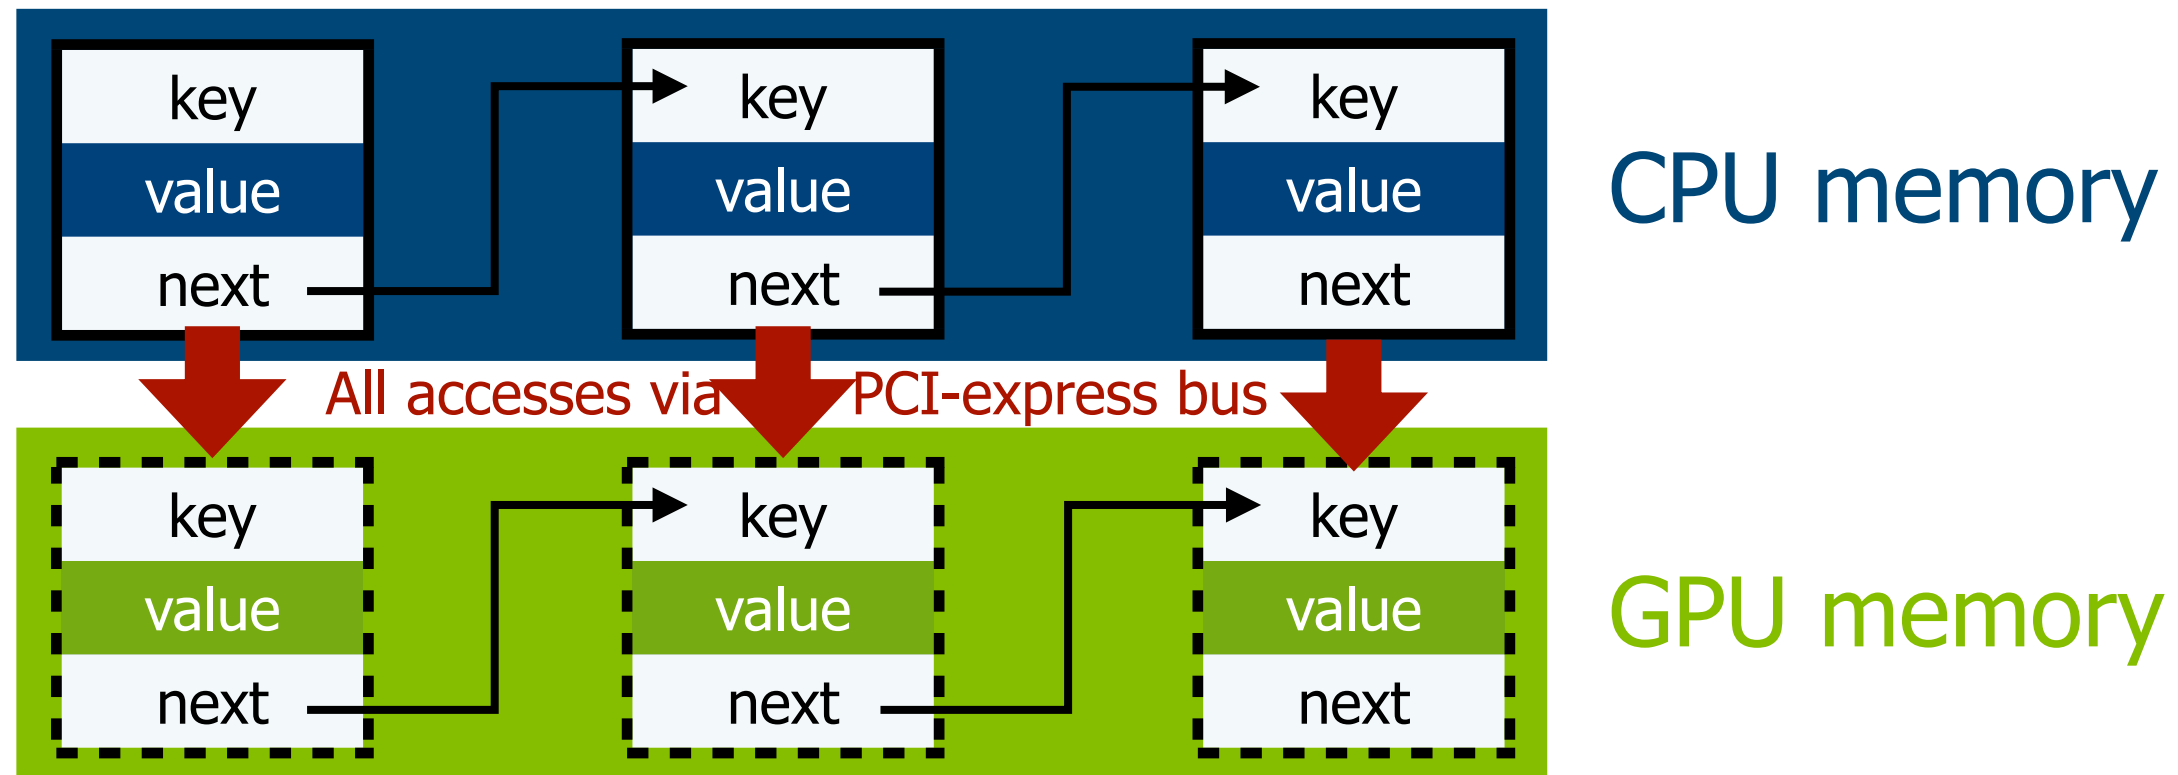 key key key
value value value CPU memory
next next next
All accesses via PCI-express bus
key key key
value value value GPU memory
next next next